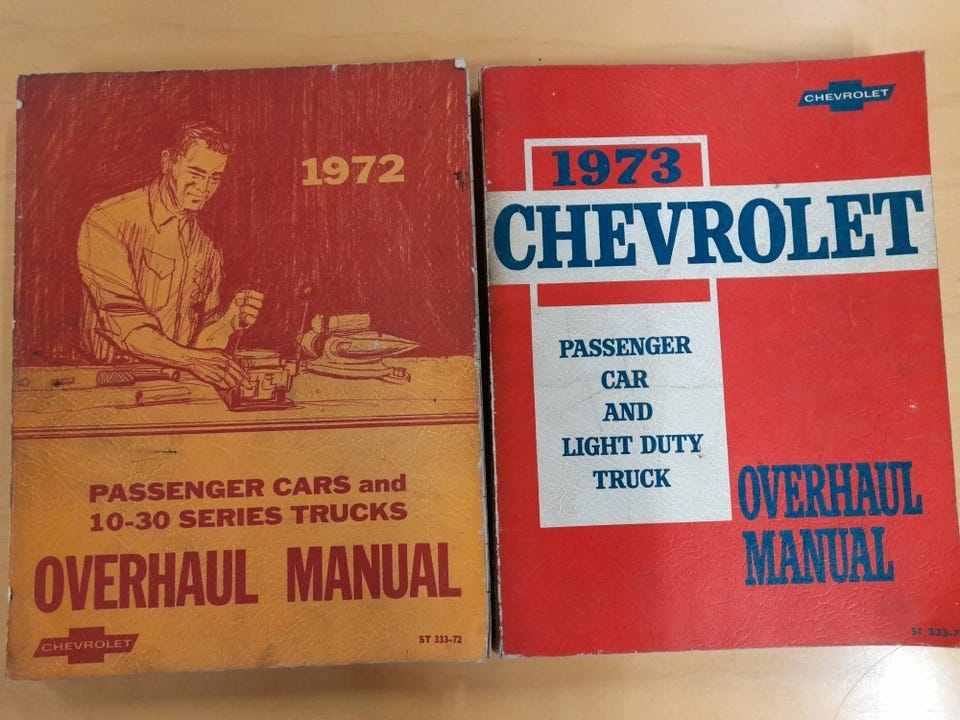 1972
PASSENGER CARS and
10-30 SERIES TRUCKS
OVERHAUL MANUAL
CHEVROLET
ST 333-72
CHEVROLET
1973
CHEVROLET
PASSENGER
CAR
AND
LIGHT DUTY
TRUCK
OVERHAUL
MANUAL
ST